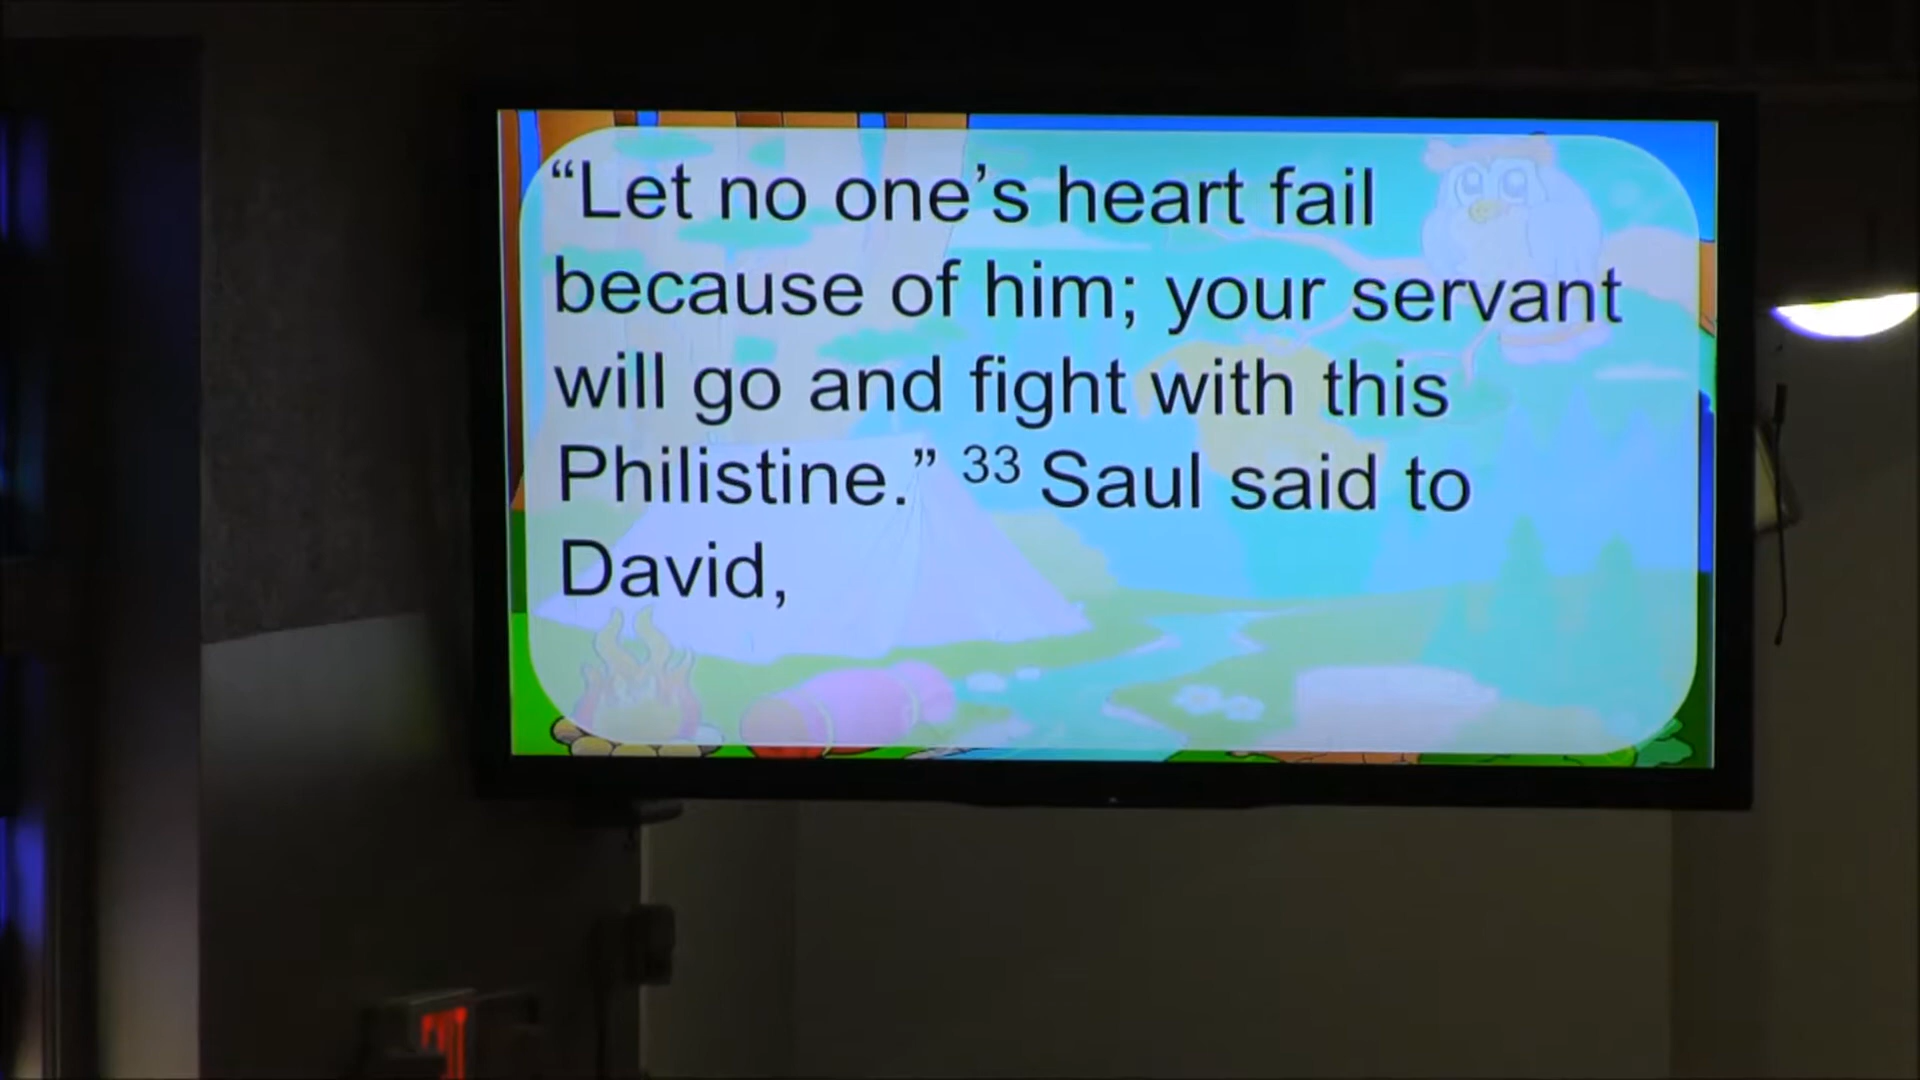 “Let no one’s heart fail
because of him; your servant
will go and fight with this
Philistine.” 33 Saul said to
David,